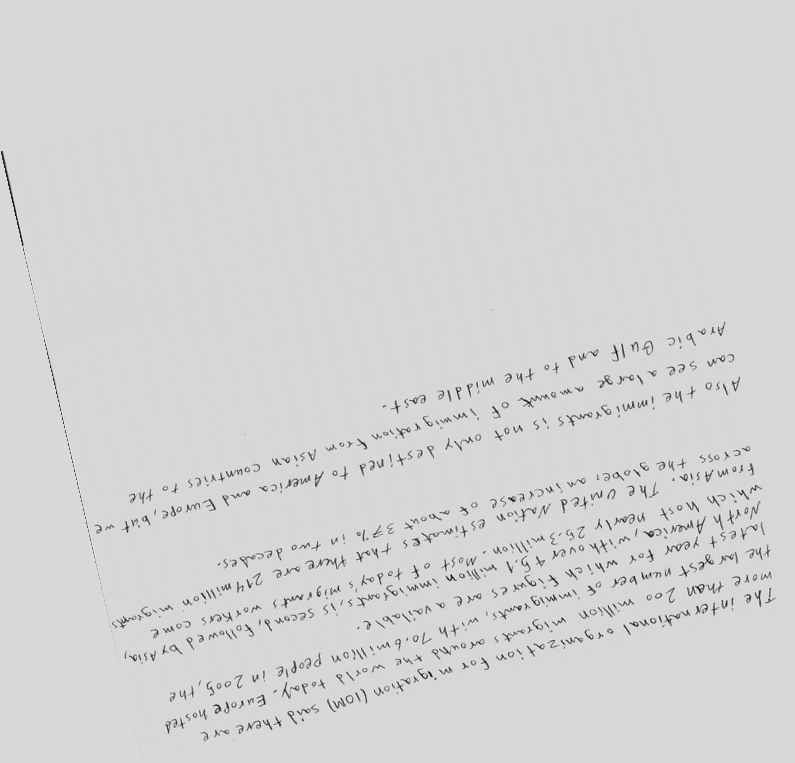 The international organization for migration (IOM) said there are
more than 200 million migrants around the world today. Europe hosted
the largest number of immigrants, with 70.6 million people in 2005, the
latest year for which figures are available.
North America, with over 45.1 million immigrants, is second, followed by Asia,
which host nearly 25.3 million. Most of today's migrants workers come
from Asia. The United Nation estimates that there are 214 million migrants
across the globe, an increase of about 37% in two decades.
Also the immigrants is not only destined to America and Europe, but we
can see a large amount of immigration from Asian countries to the
Arabic Gulf and to the middle east.